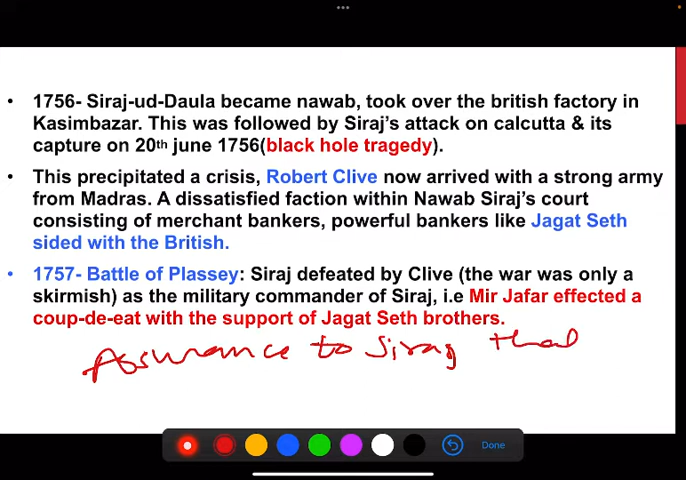 • 1756- Siraj-ud-Daula became nawab, took over the british factory in
Kasimbazar. This was followed by Siraj's attack on calcutta & its
capture on 20th june 1756(black hole tragedy).
• This precipitated a crisis, Robert Clive now arrived with a strong army
from Madras. A dissatisfied faction within Nawab Siraj's court
consisting of merchant bankers, powerful bankers like Jagat Seth
sided with the British.
• 1757- Battle of Plassey: Siraj defeated by Clive (the war was only a
skirmish) as the military commander of Siraj, i.e Mir Jafar effected a
coup-de-eat with the support of Jagat Seth brothers.
Assurance to Siraj that
Done